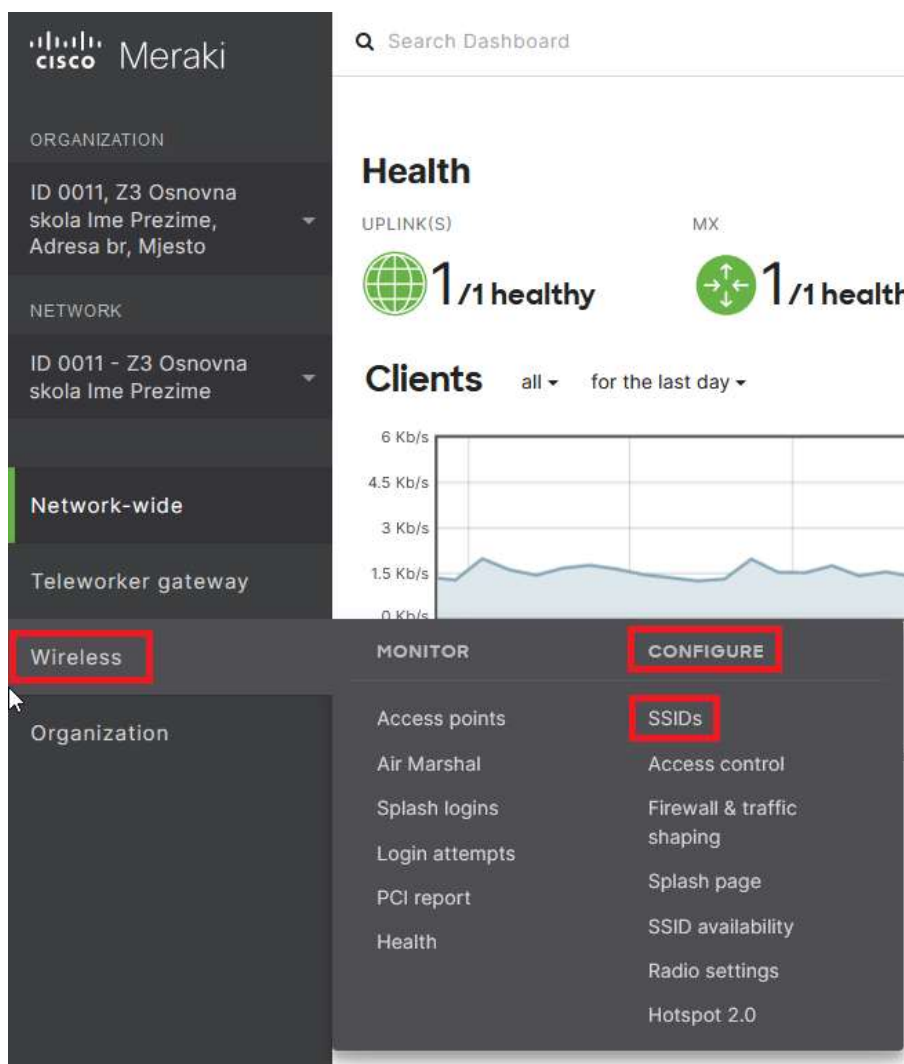 cisco Meraki
Search Dashboard
ORGANIZATION
ID 0011, Z3 Osnovna
skola Ime Prezime,
Adresa br, Mjesto
NETWORK
ID 0011 - Z3 Osnovna
skola Ime Prezime
Network-wide
Teleworker gateway
Wireless
Organization
Health
UPLINK(S)
MX
1/1 healthy
1/1 health
Clients all for the last day
6 Kb/s
4.5 Kb/s
3 Kb/s
1.5 Kb/s
0 Kb/s
MONITOR
Access points
Air Marshal
Splash logins
Login attempts
PCI report
Health
CONFIGURE
SSIDs
Access control
Firewall & traffic
shaping
Splash page
SSID availability
Radio settings
Hotspot 2.0